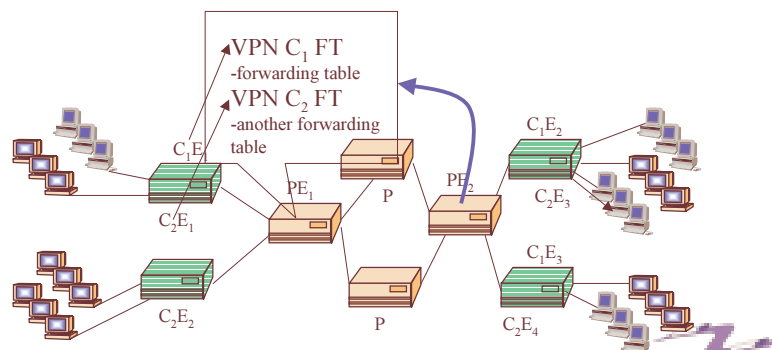 VPN C₁ FT
-forwarding table
VPN C₂ FT
-another forwarding
table
C₁E₁
C₂E₁
C₂E₂
PE₁
P
P
PE₂
C₁E₂
C₂E₃
C₁E₃
C₂E₄